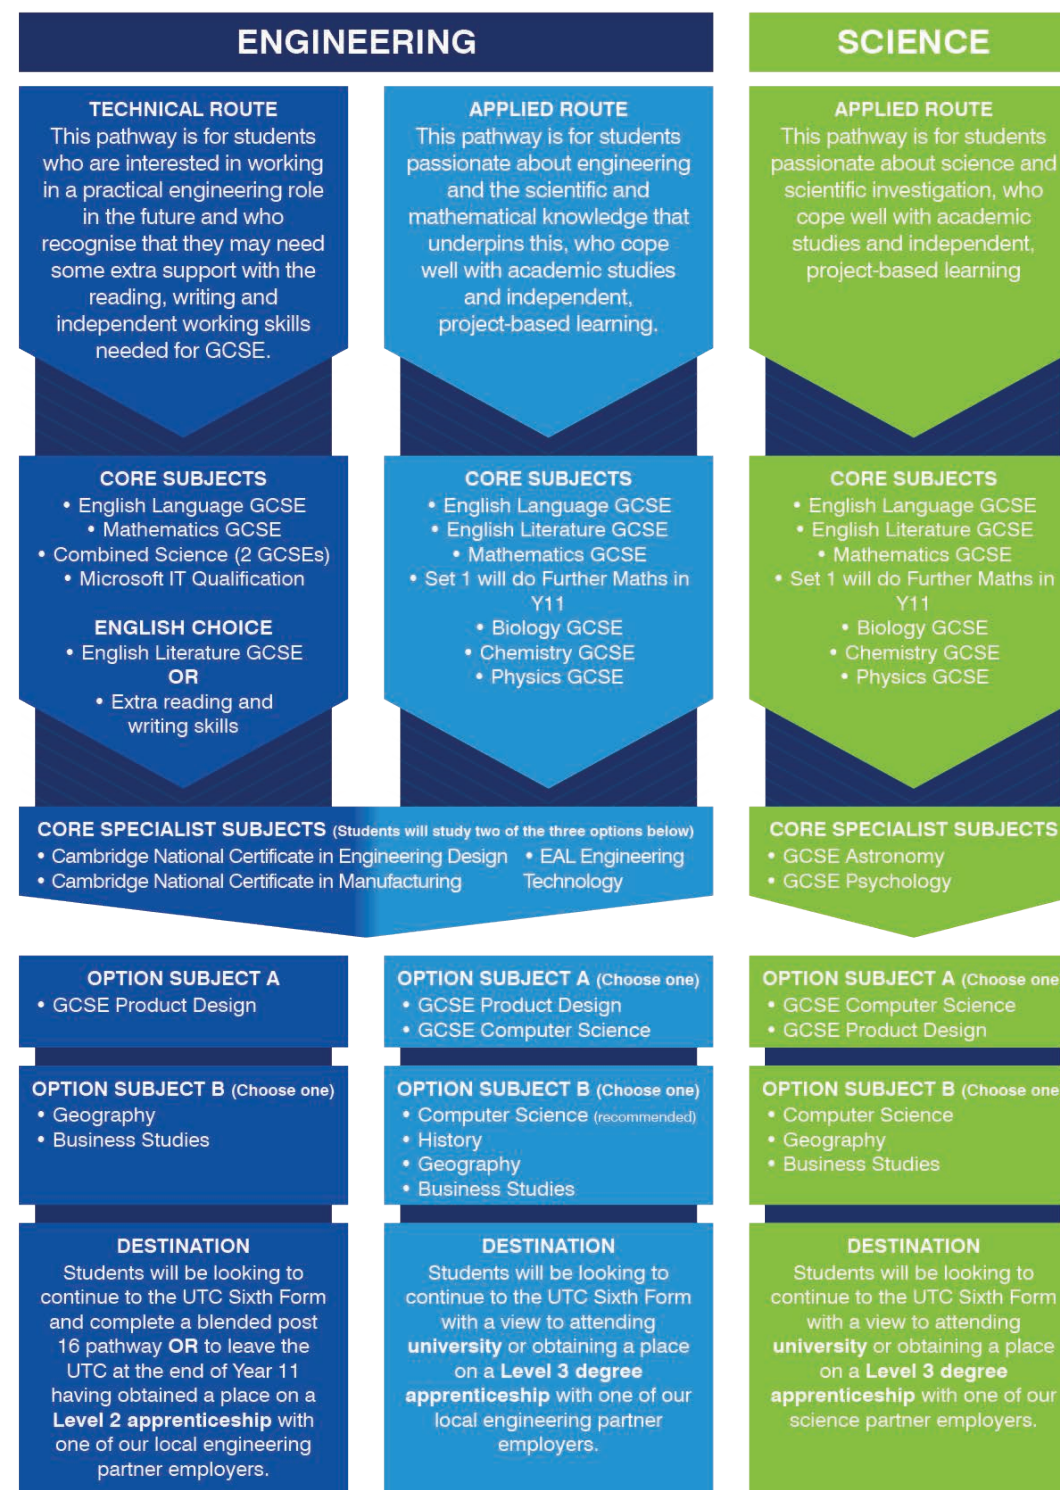 ENGINEERING
TECHNICAL ROUTE
This pathway is for students
who are interested in working
in a practical engineering role
in the future and who
recognise that they may need
some extra support with the
reading, writing and
independent working skills
needed for GCSE.
CORE SUBJECTS
• English Language GCSE
• Mathematics GCSE
• Combined Science (2 GCSEs)
• Microsoft IT Qualification
ENGLISH CHOICE
• English Literature GCSE
OR
• Extra reading and
writing skills
APPLIED ROUTE
This pathway is for students
passionate about engineering
and the scientific and
mathematical knowledge that
underpins this, who cope
well with academic studies
and independent,
project-based learning.
CORE SUBJECTS
• English Language GCSE
• English Literature GCSE
• Mathematics GCSE
• Set 1 will do Further Maths in
Y11
• Biology GCSE
• Chemistry GCSE
• Physics GCSE
CORE SPECIALIST SUBJECTS (Students will study two of the three options below)
• Cambridge National Certificate in Engineering Design
• Cambridge National Certificate in Manufacturing
• EAL Engineering
Technology
OPTION SUBJECT A
• GCSE Product Design
OPTION SUBJECT B (Choose one)
• Geography
• Business Studies
DESTINATION
Students will be looking to
continue to the UTC Sixth Form
and complete a blended post
16 pathway OR to leave the
UTC at the end of Year 11
having obtained a place on a
Level 2 apprenticeship with
one of our local engineering
partner employers.
OPTION SUBJECT A (Choose one)
• GCSE Product Design
• GCSE Computer Science
OPTION SUBJECT B (Choose one)
• Computer Science (recommended)
• History
• Geography
• Business Studies
DESTINATION
Students will be looking to
continue to the UTC Sixth Form
with a view to attending
university or obtaining a place
on a Level 3 degree
apprenticeship with one of our
local engineering partner
employers.
SCIENCE
APPLIED ROUTE
This pathway is for students
passionate about science and
scientific investigation, who
cope well with academic
studies and independent,
project-based learning
CORE SUBJECTS
• English Language GCSE
• English Literature GCSE
• Mathematics GCSE
• Set 1 will do Further Maths in
Y11
• Biology GCSE
• Chemistry GCSE
• Physics GCSE
CORE SPECIALIST SUBJECTS
• GCSE Astronomy
• GCSE Psychology
OPTION SUBJECT A (Choose one
• GCSE Computer Science
• GCSE Product Design
OPTION SUBJECT B (Choose one
• Computer Science
• Geography
• Business Studies
DESTINATION
Students will be looking to
continue to the UTC Sixth Form
with a view to attending
university or obtaining a place
on a Level 3 degree
apprenticeship with one of our
science partner employers.